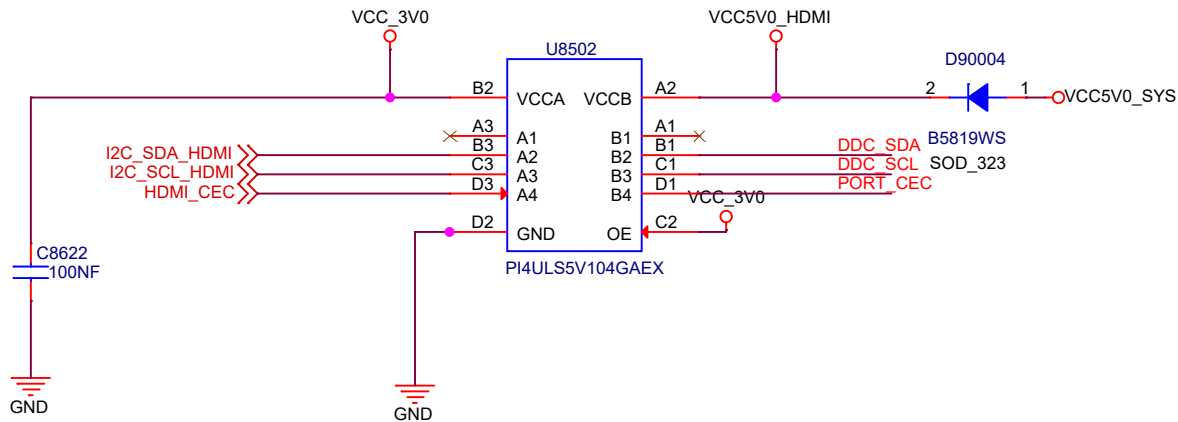 VCC_3V0
VCC5V0_HDMI
U8502
D90004
B2
VCCA
VCCB
A2
2
1
VCC5V0_SYS
A3
A1
B1
A1
B5819WS
I2C_SDA_HDMI
B3
A2
B2
B1
DDC_SDA
I2C_SCL_HDMI
C3
A3
B3
C1
DDC_SCL
SOD_323
HDMI_CEC
D3
A4
B4
D1
PORT_CEC
VCC_3V0
D2
GND
OE
C2
C8622
100NF
PI4ULS5V104GAEX
GND
GND